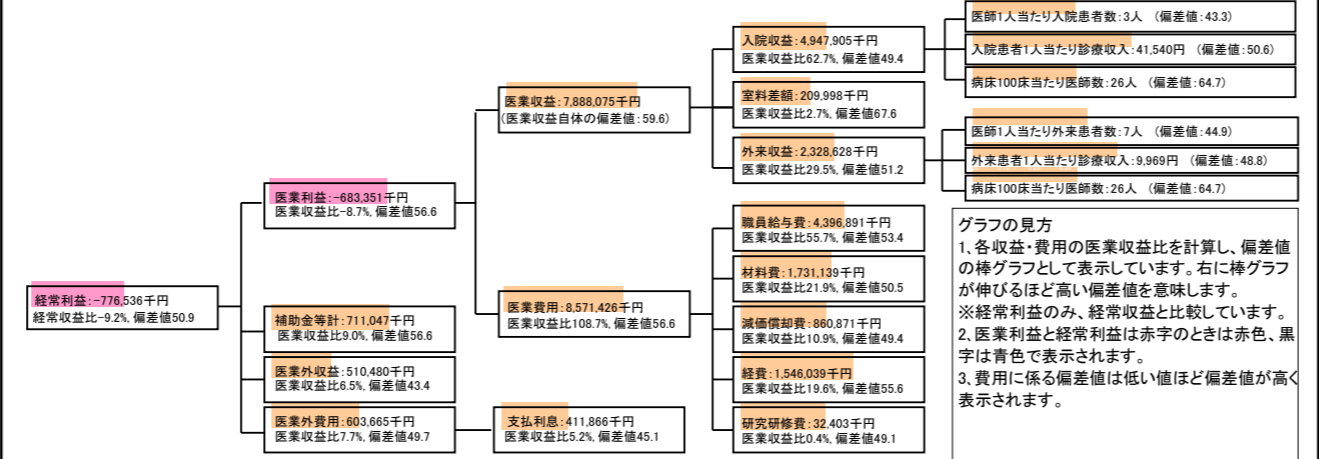 経常利益:-776,536千円
経常収益比-9.2%, 偏差値50.9
医業利益:-683,351千円
医業収益比-8.7%, 偏差値56.6
補助金等計:711,047千円
医業収益比9.0%, 偏差値56.6
医業外収益:510,480千円
医業収益比6.5%, 偏差値43.4
医業外費用:603,665千円
医業収益比7.7%, 偏差値49.7
支払利息:411,866千円
医業収益比5.2%, 偏差値45.1
医業収益:7,888,075千円
(医業収益自体の偏差値:59.6)
医業費用:8,571,426千円
医業収益比108.7%, 偏差値56.6
入院収益:4,947,905千円
医業収益比62.7%, 偏差値49.4
室料差額:209,998千円
医業収益比2.7%, 偏差値67.6
外来収益:2,328,628千円
医業収益比29.5%, 偏差値51.2
職員給与費:4,396,891千円
医業収益比55.7%, 偏差値53.4
材料費:1,731,139千円
医業収益比21.9%, 偏差値50.5
減価償却費:860,871千円
医業収益比10.9%, 偏差値49.4
経費:1,546,039千円
医業収益比19.6%, 偏差値55.6
研究研修費:32,403千円
医業収益比0.4%, 偏差値49.1
医師1人当たり入院患者数:3人 (偏差値:43.3)
入院患者1人当たり診療収入:41,540円 (偏差値:50.6)
病床100床当たり医師数:26人 (偏差値:64.7)
医師1人当たり外来患者数:7人 (偏差値:44.9)
外来患者1人当たり診療収入:9,969円 (偏差値:48.8)
病床100床当たり医師数:26人 (偏差値:64.7)
グラフの見方
1、各収益・費用の医業収益比を計算し、偏差値
の棒グラフとして表示しています。右に棒グラフ
が伸びるほど高い偏差値を意味します。
※経常利益のみ、経常収益と比較しています。
2、医業利益と経常利益は赤字のときは赤色、黒
字は青色で表示されます。
3、費用に係る偏差値は低い値ほど偏差値が高く
表示されます。